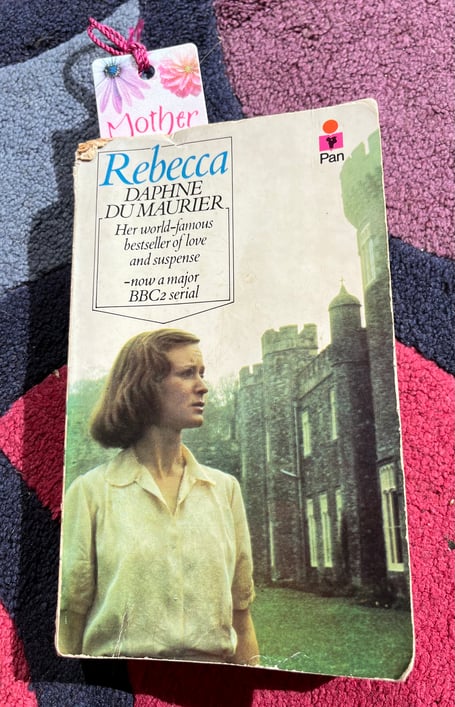 Mother
Rebecca
DAPHNE
DU MAURIER
Her world-famous
bestseller of love
and suspense
-now a major
BBC2 serial
Pan